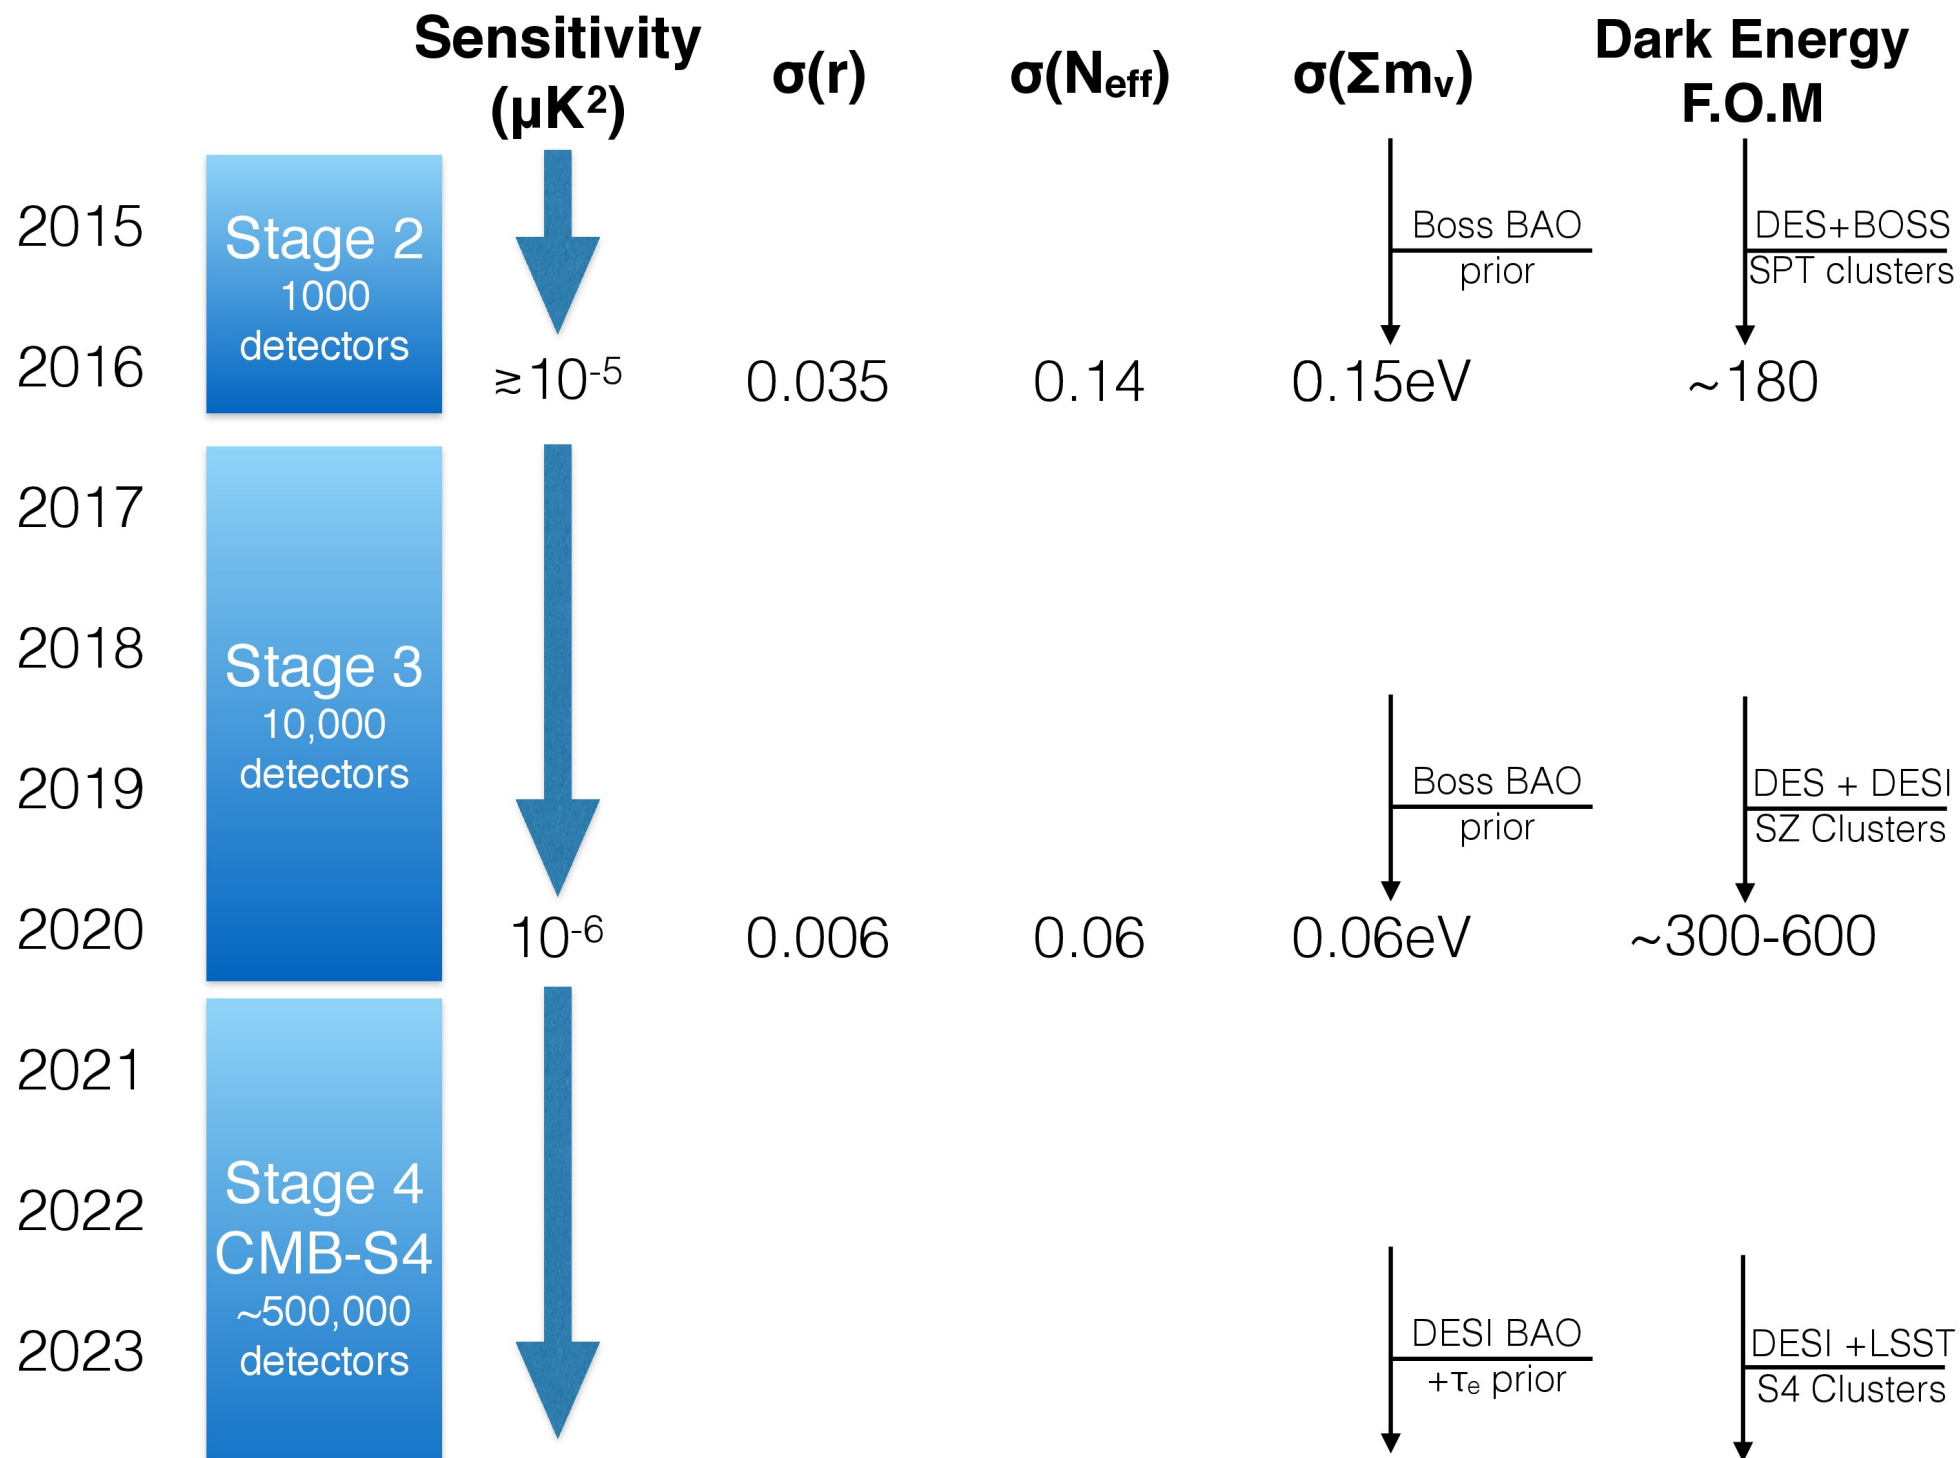 Sensitivity
(µK²)
σ(r)
σ(Neff)
σ(Σmν)
Dark Energy
F.O.M
2015
Stage 2
1000
detectors
Boss BAO
prior
DES+BOSS
SPT clusters
2016
≳10⁻⁵
0.035
0.14
0.15eV
~180
2017
2018
Stage 3
10,000
detectors
2019
Boss BAO
prior
DES + DESI
SZ Clusters
2020
10⁻⁶
0.006
0.06
0.06eV
~300-600
2021
2022
Stage 4
CMB-S4
~500,000
detectors
2023
DESI BAO
+τe prior
DESI +LSST
S4 Clusters